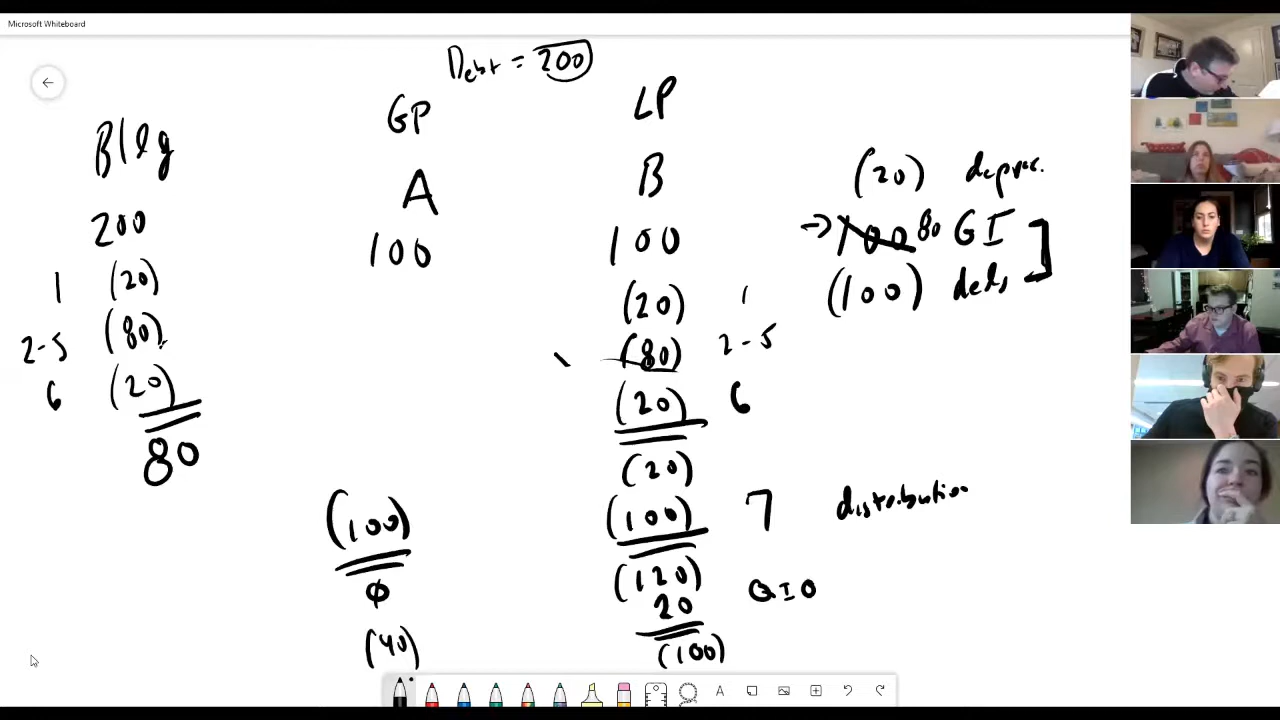 Microsoft Whiteboard
Debt = 200
Bldg
200
1 (20)
2-5 (80)
6 (20)
80
GP
A
100
(100)
0
(40)
LP
B
100
(20) 1
(80) 2-5
(20) 6
(20)
(100) 7 distribution
(120)
20 QIO
(100)
(20) deprec.
→ 100 80 GI
(100) deds